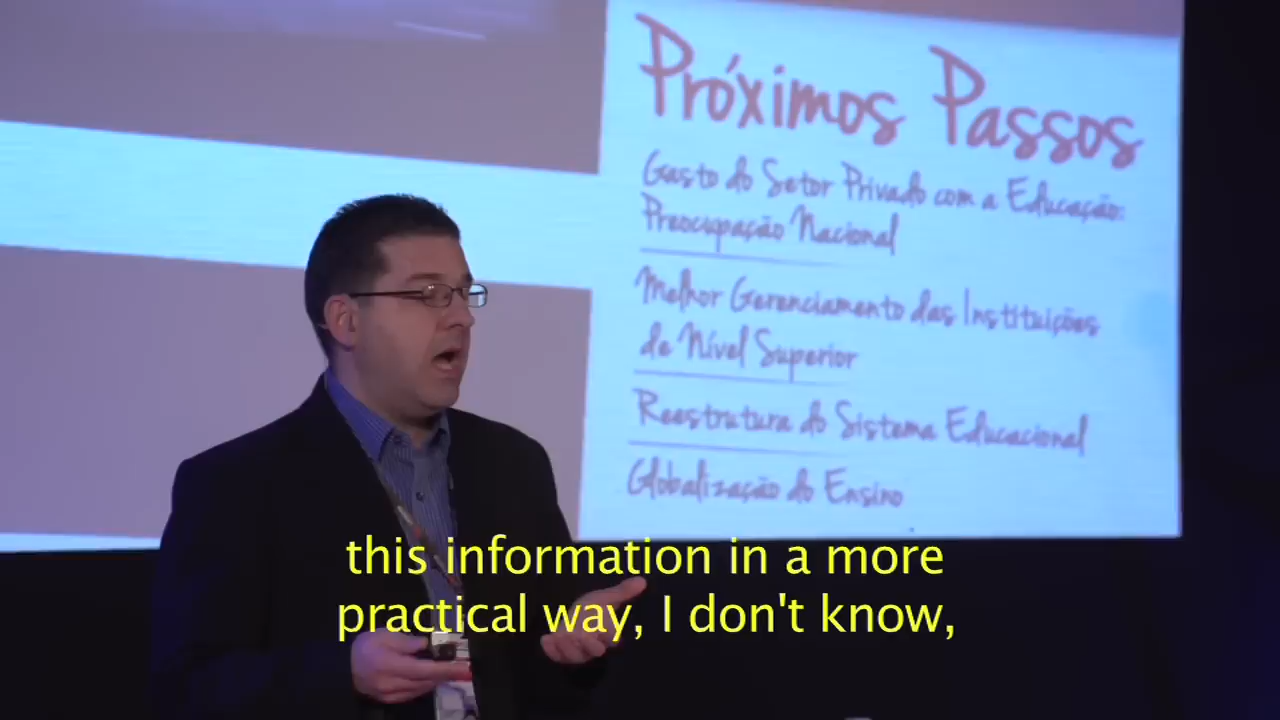 Próximos Passos
Gasto do Setor Privado com a Educação:
Preocupação Nacional
Melhor Gerenciamento das Instituições
de Nível Superior
Reestrutura do Sistema Educacional
Globalização do Ensino
this information in a more
practical way, I don't know,